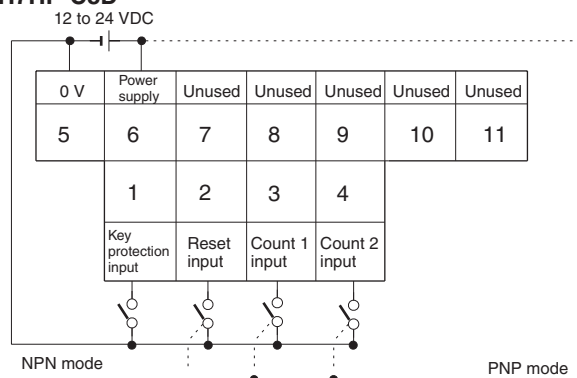 12 to 24 VDC
0 V
Power
supply
Unused
Unused
Unused
Unused
Unused
5
6
7
8
9
10
11
1
2
3
4
Key
protection
input
Reset
input
Count 1
input
Count 2
input
NPN mode
PNP mode